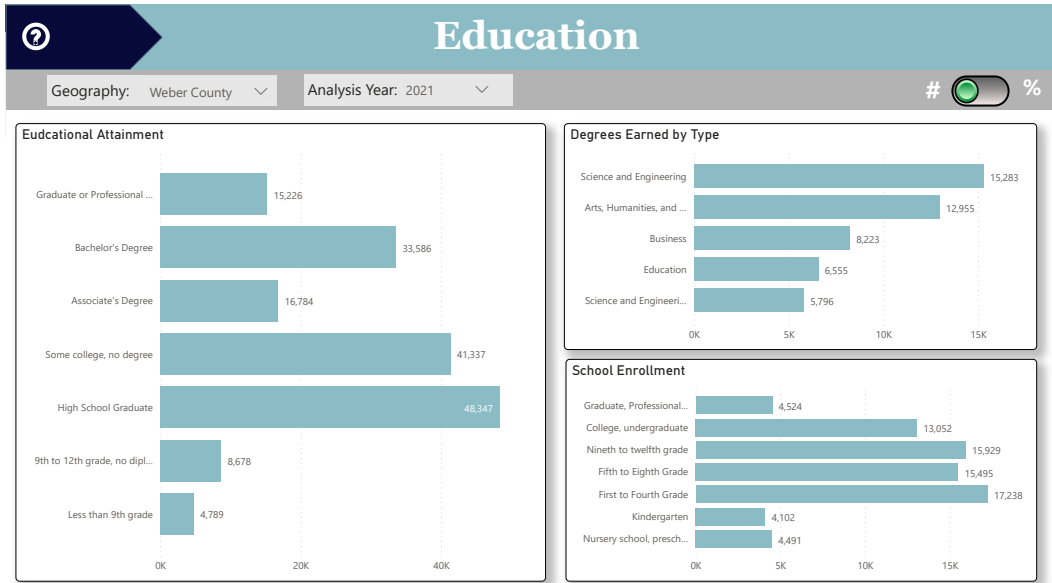 Education
Geography: Weber County
Analysis Year: 2021
# %
Eudcational Attainment
Graduate or Professional ... 15,226
Bachelor's Degree 33,586
Associate's Degree 16,784
Some college, no degree 41,337
High School Graduate 48,347
9th to 12th grade, no dipl... 8,678
Less than 9th grade 4,789
0K 20K 40K
Degrees Earned by Type
Science and Engineering 15,283
Arts, Humanities, and ... 12,955
Business 8,223
Education 6,555
Science and Engineeri... 5,796
0K 5K 10K 15K
School Enrollment
Graduate, Professional... 4,524
College, undergraduate 13,052
Nineth to twelfth grade 15,929
Fifth to Eighth Grade 15,495
First to Fourth Grade 17,238
Kindergarten 4,102
Nursery school, presch... 4,491
0K 5K 10K 15K